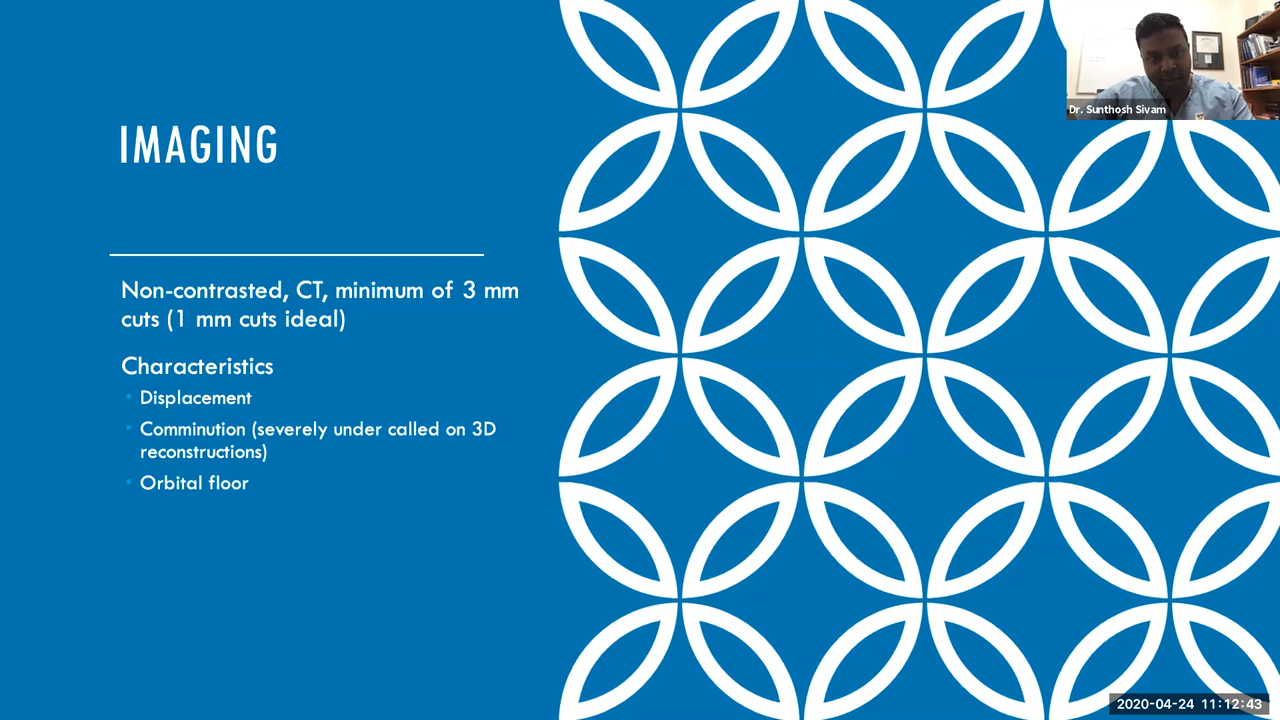 IMAGING
Non-contrasted, CT, minimum of 3 mm
cuts (1 mm cuts ideal)
Characteristics
Displacement
Comminution (severely under called on 3D
reconstructions)
Orbital floor
Dr. Sunthosh Sivam
2020-04-24 11:12:43